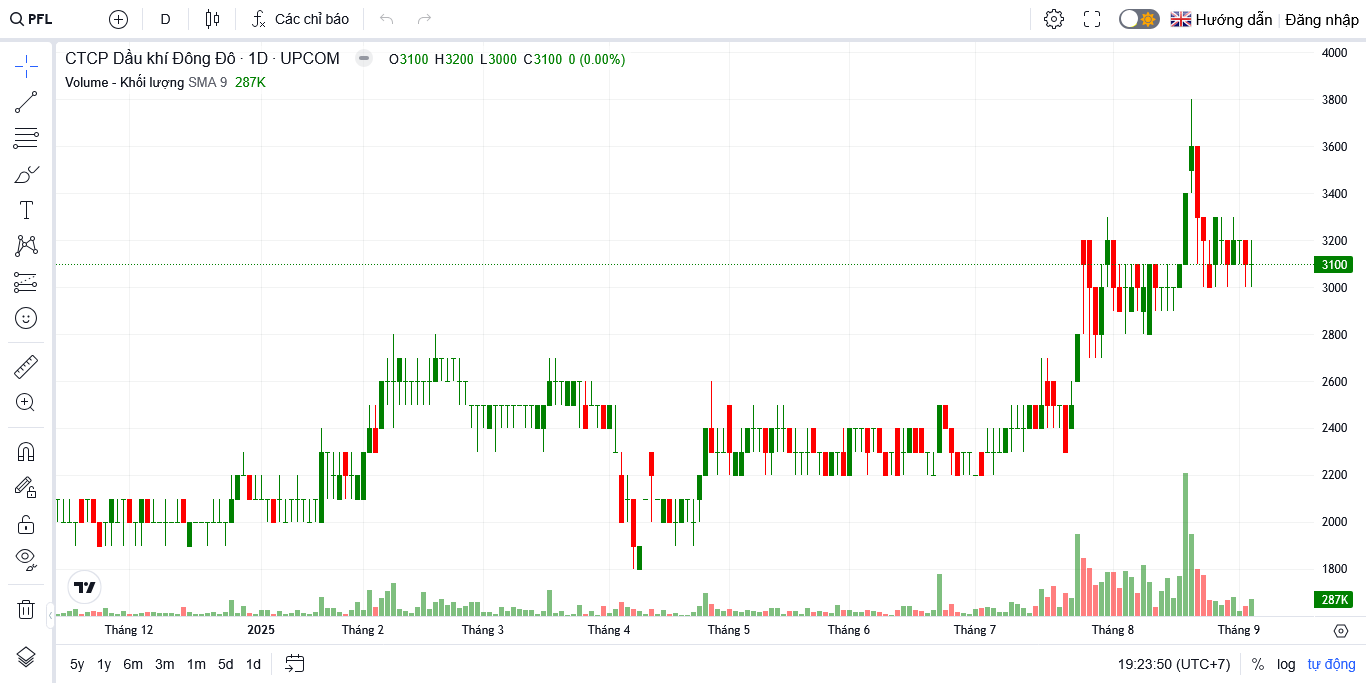 PFL D Các chỉ báo Hướng dẫn Đăng nhập
CTCP Dầu khí Đông Đô · 1D · UPCOM O3100 H3200 L3000 C3100 0 (0.00%)
Volume - Khối lượng SMA 9 287K
4000
3800
3600
3400
3200
3100
3000
2800
2600
2400
2200
2000
1800
287K
Tháng 12 2025 Tháng 2 Tháng 3 Tháng 4 Tháng 5 Tháng 6 Tháng 7 Tháng 8 Tháng 9
5y 1y 6m 3m 1m 5d 1d 19:23:50 (UTC+7) % log tự động